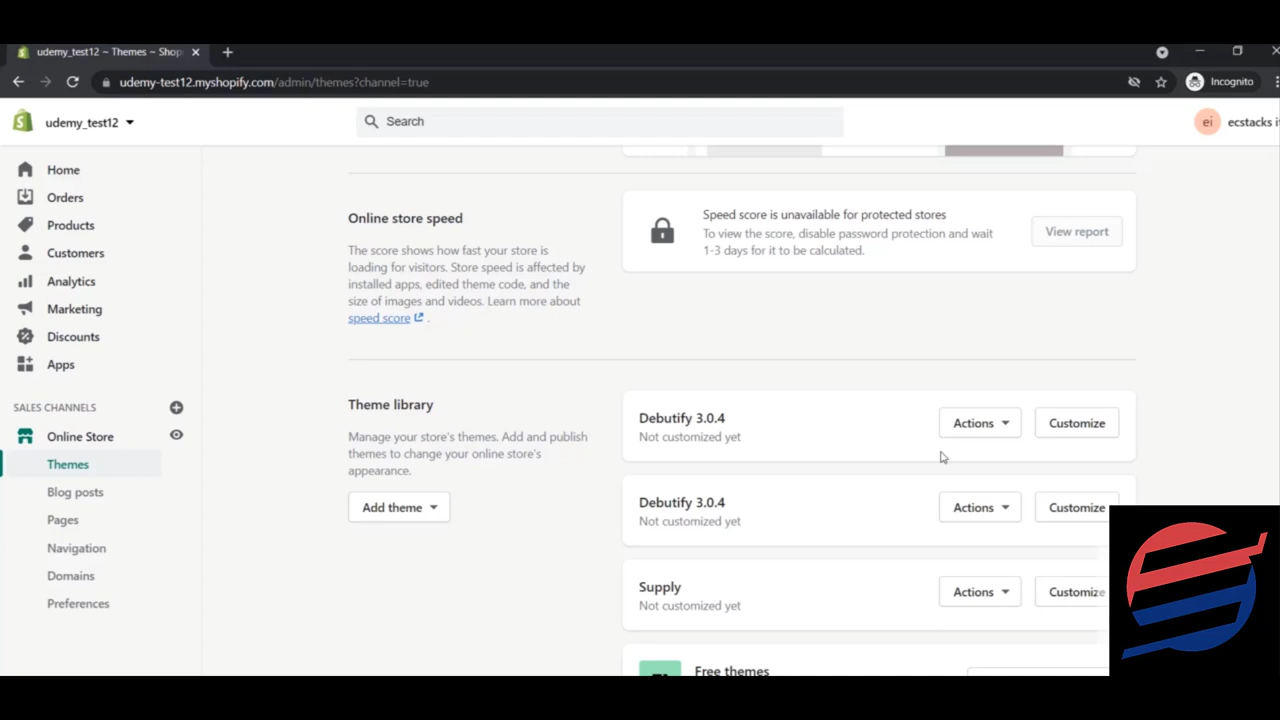 udemy_test12 ~ Themes ~ Shop
udemy-test12.myshopify.com/admin/themes?channel=true
Incognito
udemy_test12
Search
ei
ecstacks
Home
Orders
Products
Customers
Analytics
Marketing
Discounts
Apps
SALES CHANNELS
Online Store
Themes
Blog posts
Pages
Navigation
Domains
Preferences
Online store speed
The score shows how fast your store is
loading for visitors. Store speed is affected by
installed apps, edited theme code, and the
size of images and videos. Learn more about
speed score .
Speed score is unavailable for protected stores
To view the score, disable password protection and wait
1-3 days for it to be calculated.
View report
Theme library
Manage your store's themes. Add and publish
themes to change your online store's
appearance.
Add theme
Debutify 3.0.4
Not customized yet
Actions
Customize
Debutify 3.0.4
Not customized yet
Actions
Customize
Supply
Not customized yet
Actions
Customize
Free themes